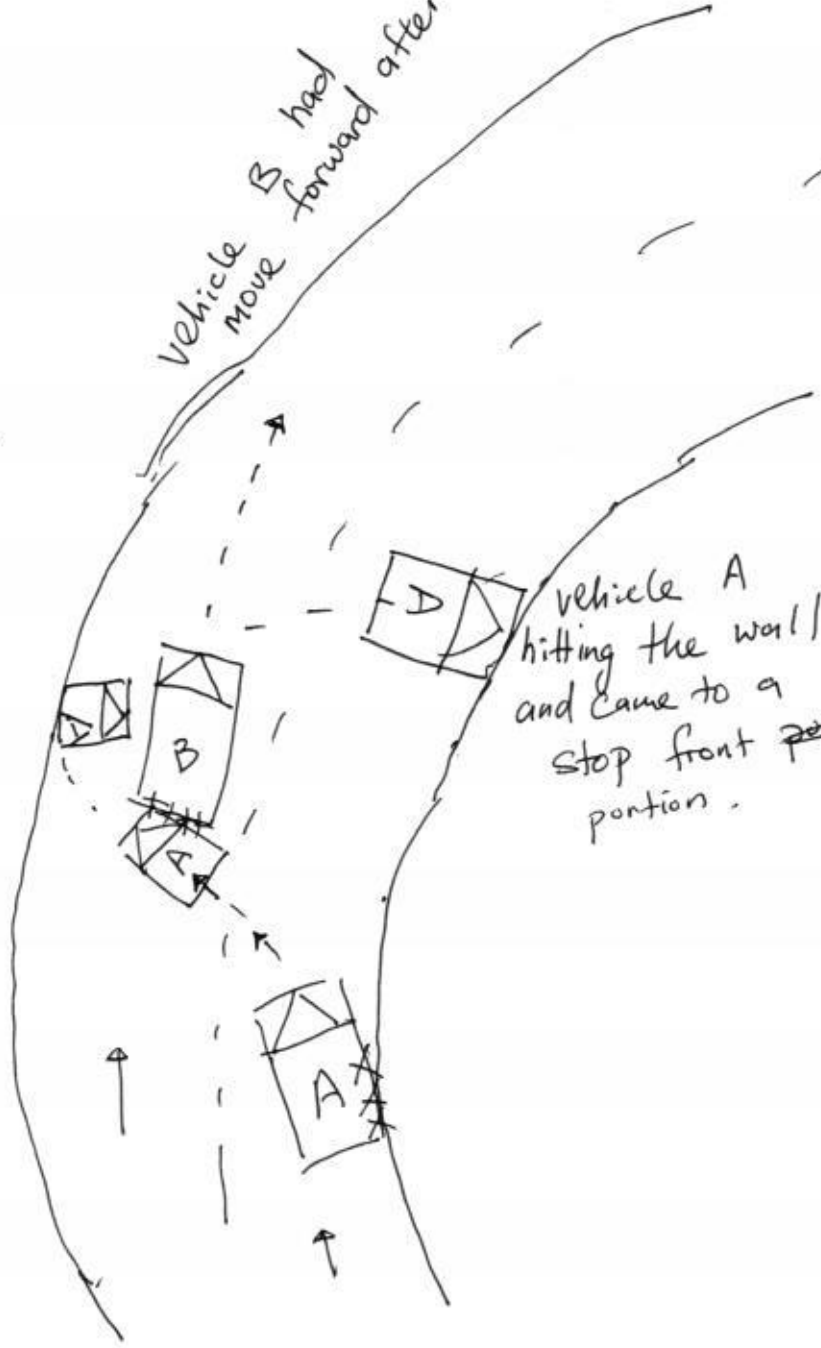 vehicle B had
move forward after
A
B
A
A
A
vehicle A
hitting the wall
and came to a
stop front
portion.